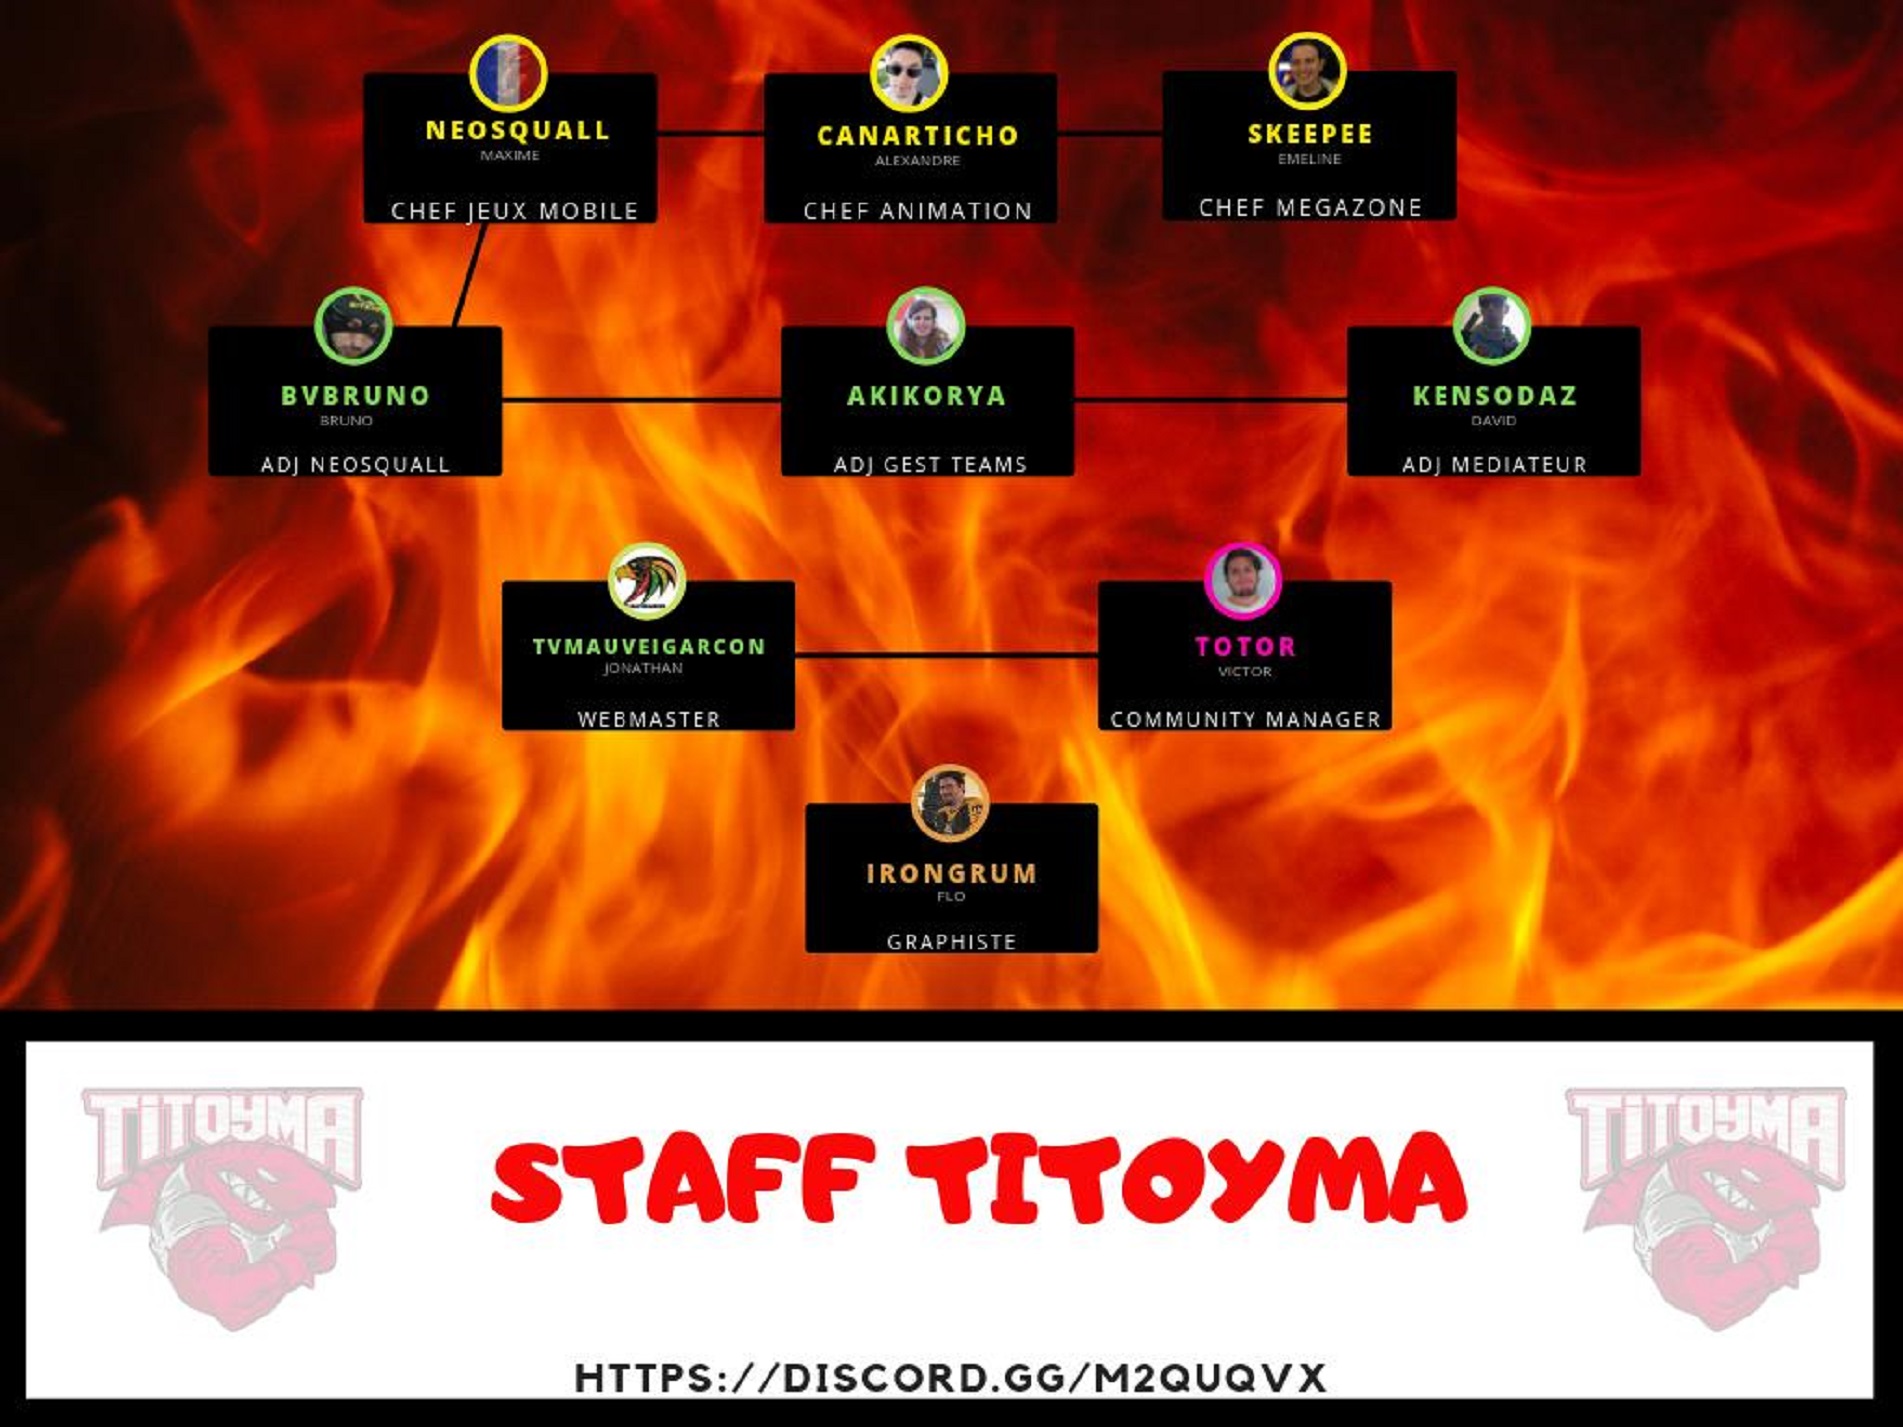 NEOSQUALL
MAXIME
CHEF JEUX MOBILE
CANARTICHO
ALEXANDRE
CHEF ANIMATION
SKEEPEE
EMELINE
CHEF MEGAZONE
BVBRUNO
BRUNO
ADJ NEOSQUALL
AKIKORYA
ADJ GEST TEAMS
KENSODAZ
DAVID
ADJ MEDIATEUR
TVMAUVEIGARCON
JONATHAN
WEBMASTER
TOTOR
VICTOR
COMMUNITY MANAGER
IRONGRUM
FLO
GRAPHISTE
TiTOYMA
STAFF TITOYMA
TiTOYMA
HTTPS://DISCORD.GG/M2QUQVX